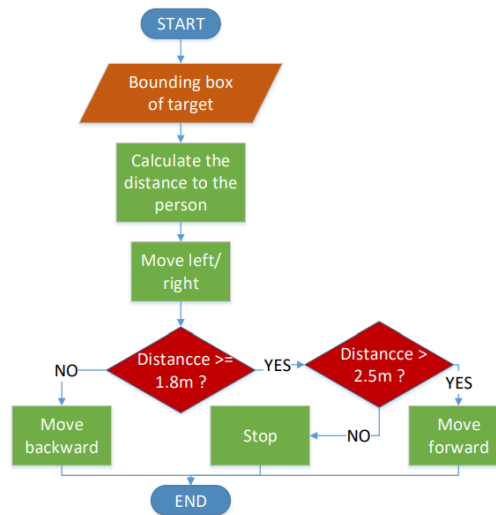 START
Bounding box
of target
Calculate the
distance to the
person
Move left/
right
Distancce >=
1.8m ?
NO
YES
Distancce >
2.5m ?
YES
NO
Move
backward
Stop
Move
forward
END